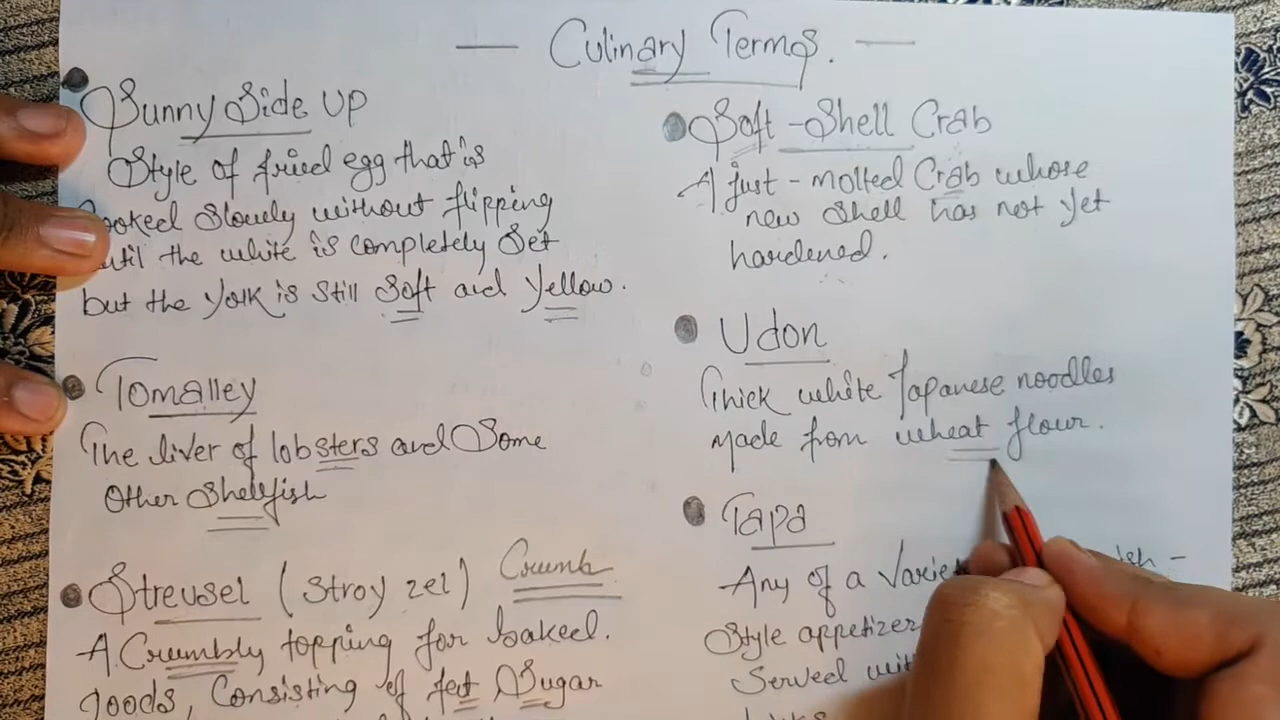 Culinary Terms.
Sunny Side UP
Style of fried egg that is
cooked slowly without flipping
until the white is completely set
but the yolk is still soft and yellow.
Tomalley
The liver of lobsters and some
other shellfish
Streusel (Stroy zel) Crumb
A Crumbly topping for baked.
goods, Consisting of fat Sugar
Soft-Shell Crab
A just-molted Crab whose
new shell has not yet
hardened.
Udon
Thick white Japanese noodles
made from wheat flour.
Tapa
Any of a
Style appetizer
Served